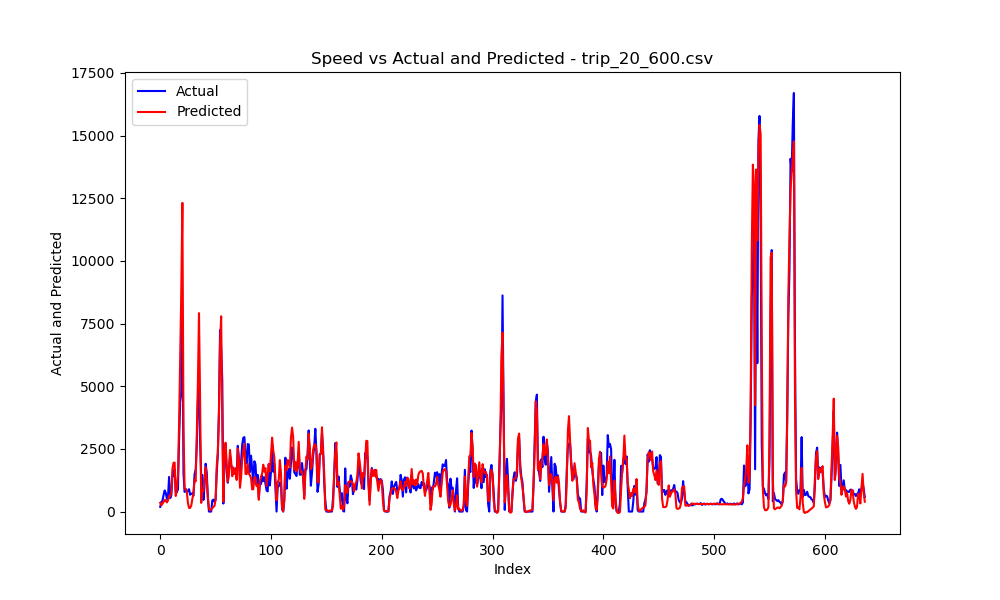 Speed vs Actual and Predicted - trip_20_600.csv
Actual
Predicted
17500
15000
12500
10000
7500
5000
2500
0
Actual and Predicted
0 100 200 300 400 500 600
Index